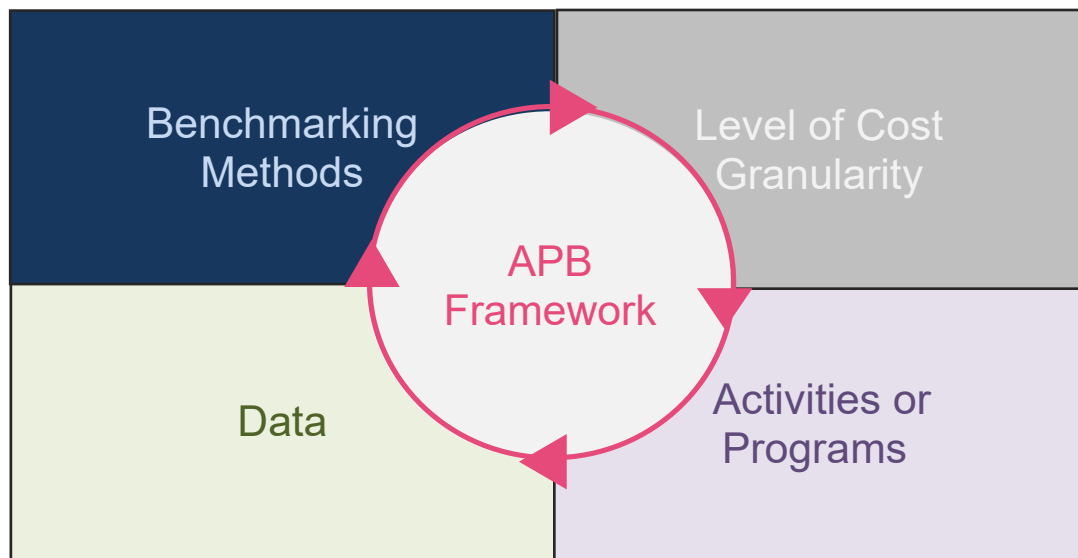 Benchmarking
Methods
Level of Cost
Granularity
APB
Framework
Data
Activities or
Programs